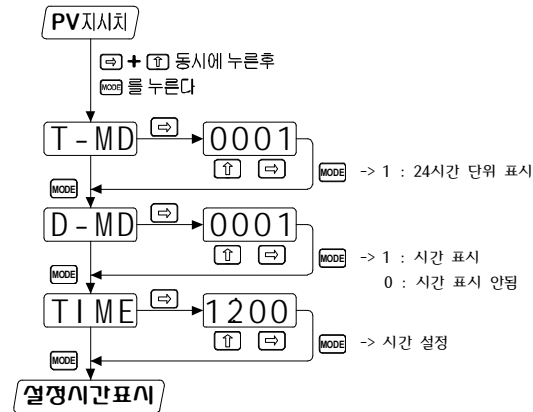 PV지시치
⇨ + ⇧ 동시에 누른후
MODE 를 누른다
T-MD ⇨ 0001
⇧ ⇨ MODE -> 1 : 24시간 단위 표시
MODE
D-MD ⇨ 0001
⇧ ⇨ MODE -> 1 : 시간 표시
MODE 0 : 시간 표시 안됨
TIME ⇨ 1200
⇧ ⇨ MODE -> 시간 설정
MODE
설정시간표시